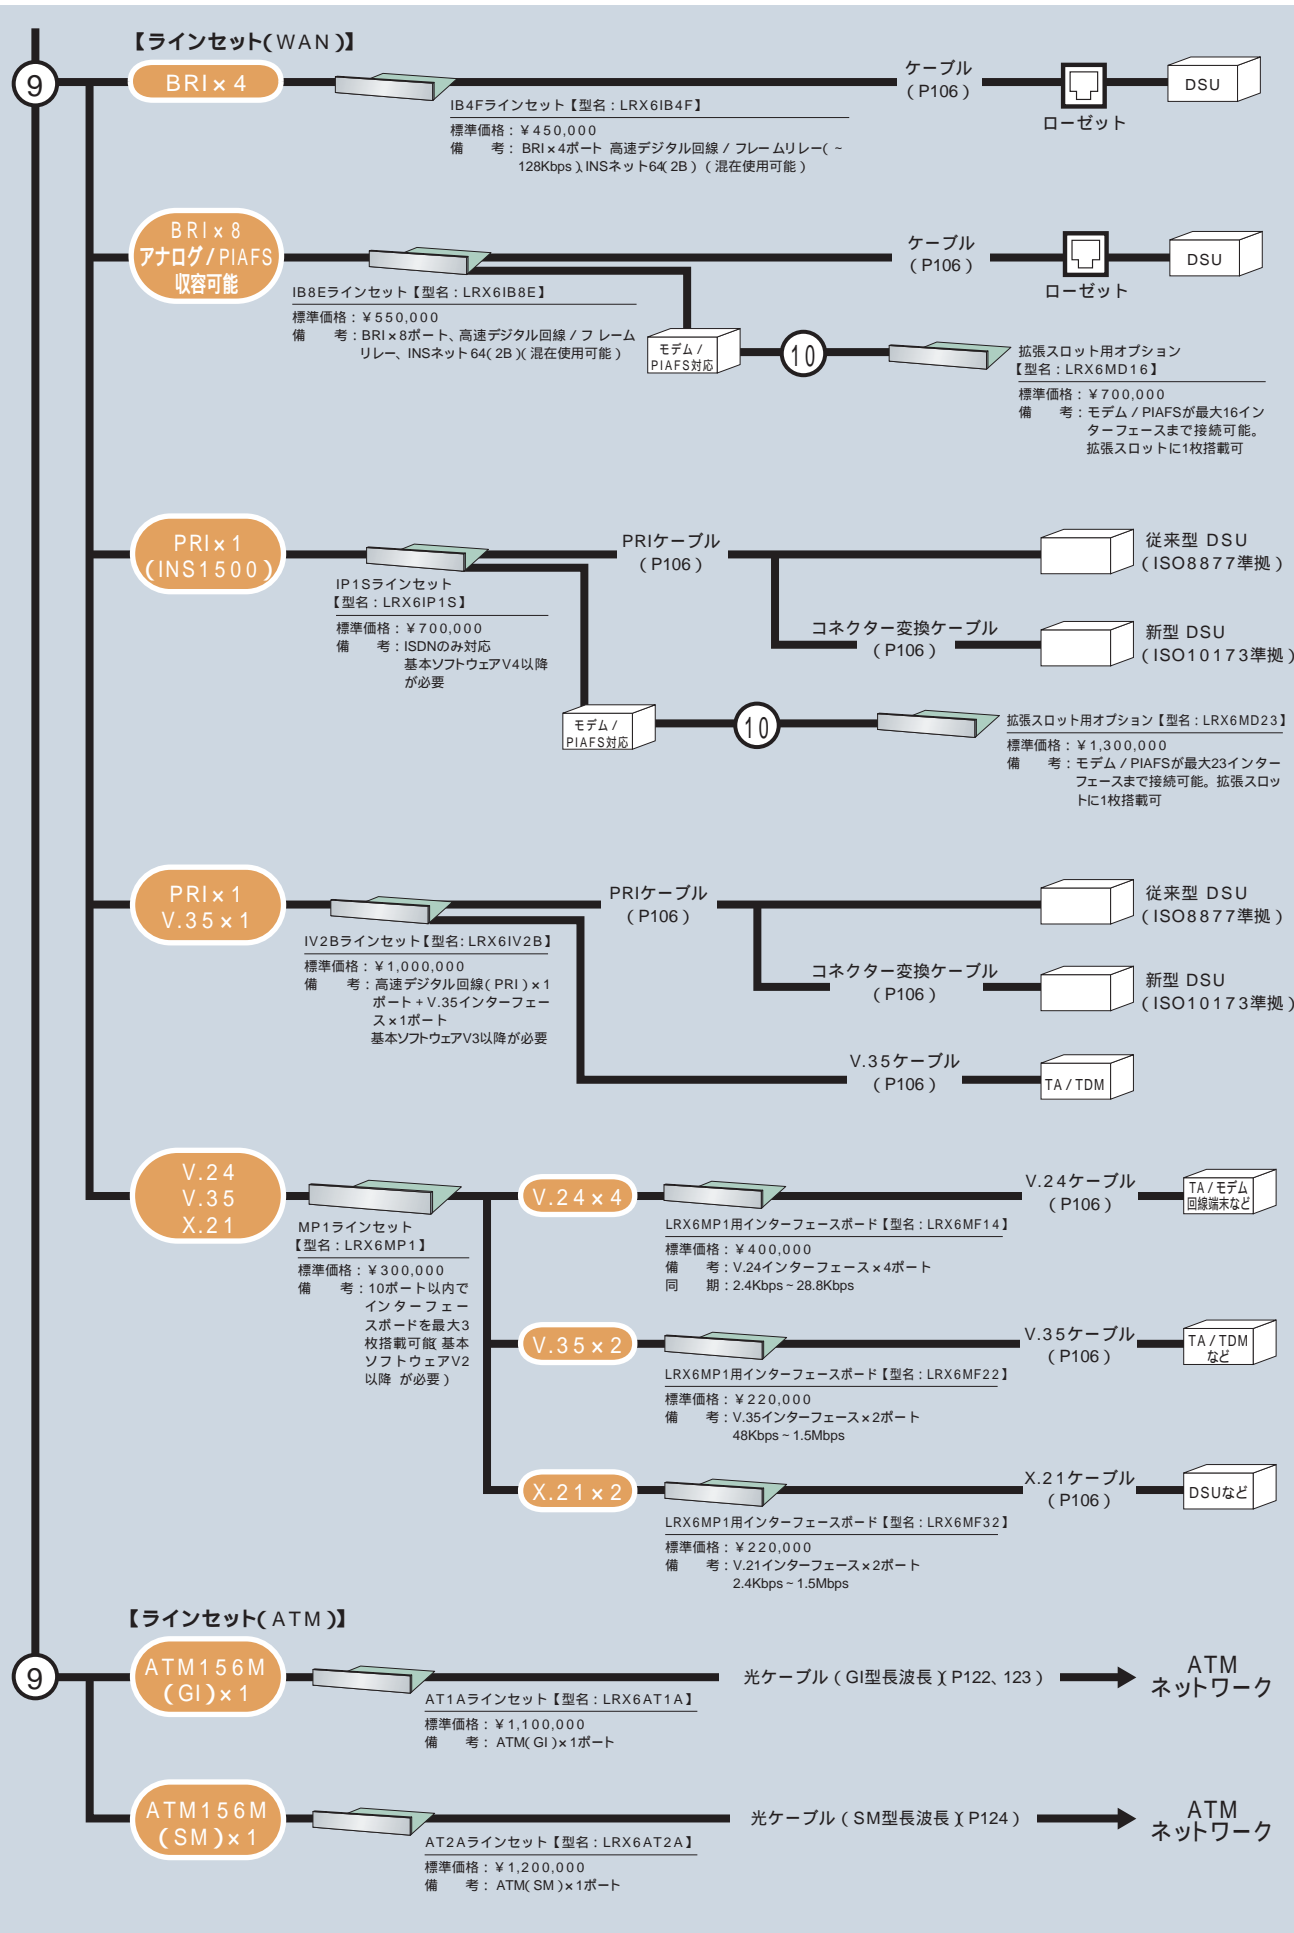 【ラインセット(WAN)】
9
BRI×4
ケーブル
(P106)
ローゼット
DSU
IB4Fラインセット【型名:LRX6IB4F】
標準価格:¥450,000
備　考:BRI×4ポート 高速デジタル回線/フレームリレー(~
128Kbps)、INSネット64(2B)(混在使用可能)
BRI×8
アナログ/PIAFS
収容可能
ケーブル
(P106)
ローゼット
DSU
IB8Eラインセット【型名:LRX6IB8E】
標準価格:¥550,000
備　考:BRI×8ポート、高速デジタル回線/フレーム
リレー、INSネット64(2B)(混在使用可能)
モデム/
PIAFS対応
10
拡張スロット用オプション
【型名:LRX6MD16】
標準価格:¥700,000
備　考:モデム/PIAFSが最大16イン
ターフェースまで接続可能。
拡張スロットに1枚搭載可
PRI×1
(INS1500)
PRIケーブル
(P106)
従来型 DSU
(ISO8877準拠)
IP1Sラインセット
【型名:LRX6IP1S】
標準価格:¥700,000
備　考:ISDNのみ対応
基本ソフトウェアV4以降
が必要
コネクター変換ケーブル
(P106)
新型 DSU
(ISO10173準拠)
モデム/
PIAFS対応
10
拡張スロット用オプション【型名:LRX6MD23】
標準価格:¥1,300,000
備　考:モデム/PIAFSが最大23インター
フェースまで接続可能。拡張スロッ
トに1枚搭載可
PRI×1
V.35×1
PRIケーブル
(P106)
従来型 DSU
(ISO8877準拠)
IV2Bラインセット【型名:LRX6IV2B】
標準価格:¥1,000,000
備　考:高速デジタル回線(PRI)×1
ポート+V.35インターフェー
ス×1ポート
基本ソフトウェアV3以降が必要
コネクター変換ケーブル
(P106)
新型 DSU
(ISO10173準拠)
V.35ケーブル
(P106)
TA/TDM
V.24
V.35
X.21
MP1ラインセット
【型名:LRX6MP1】
標準価格:¥300,000
備　考:10ポート以内で
インターフェー
スボードを最大3
枚搭載可能(基本
ソフトウェアV2
以降 が必要)
V.24×4
V.24ケーブル
(P106)
TA/モデム
回線端末など
LRX6MP1用インターフェースボード【型名:LRX6MF14】
標準価格:¥400,000
備　考:V.24インターフェース×4ポート
同　期:2.4Kbps~28.8Kbps
V.35×2
V.35ケーブル
(P106)
TA/TDM
など
LRX6MP1用インターフェースボード【型名:LRX6MF22】
標準価格:¥220,000
備　考:V.35インターフェース×2ポート
48Kbps~1.5Mbps
X.21×2
X.21ケーブル
(P106)
DSUなど
LRX6MP1用インターフェースボード【型名:LRX6MF32】
標準価格:¥220,000
備　考:V.21インターフェース×2ポート
2.4Kbps~1.5Mbps
【ラインセット(ATM)】
9
ATM156M
(GI)×1
光ケーブル(GI型長波長)(P122、123)
ATM
ネットワーク
AT1Aラインセット【型名:LRX6AT1A】
標準価格:¥1,100,000
備　考:ATM(GI)×1ポート
ATM156M
(SM)×1
光ケーブル(SM型長波長)(P124)
ATM
ネットワーク
AT2Aラインセット【型名:LRX6AT2A】
標準価格:¥1,200,000
備　考:ATM(SM)×1ポート